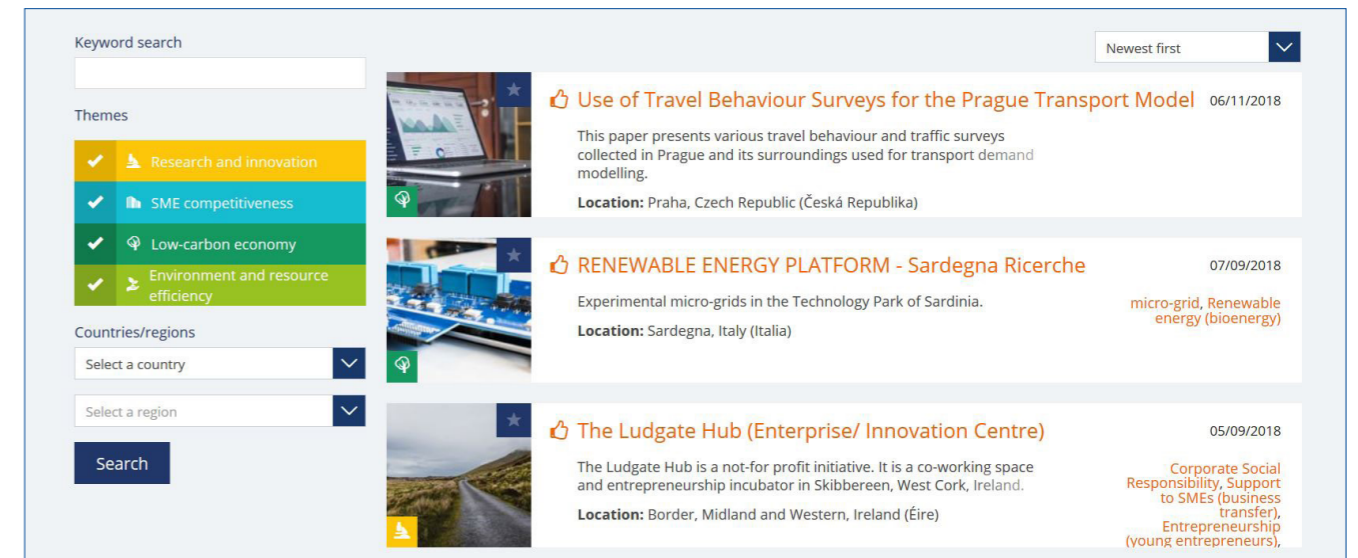 Keyword search
Themes
Research and innovation
SME competitiveness
Low-carbon economy
Environment and resource
efficiency
Countries/regions
Select a country
Select a region
Search
Newest first
Use of Travel Behaviour Surveys for the Prague Transport Model
06/11/2018
This paper presents various travel behaviour and traffic surveys
collected in Prague and its surroundings used for transport demand
modelling.
Location: Praha, Czech Republic (Česká Republika)
RENEWABLE ENERGY PLATFORM - Sardegna Ricerche
07/09/2018
Experimental micro-grids in the Technology Park of Sardinia.
Location: Sardegna, Italy (Italia)
micro-grid, Renewable
energy (bioenergy)
The Ludgate Hub (Enterprise/ Innovation Centre)
05/09/2018
The Ludgate Hub is a not-for profit initiative. It is a co-working space
and entrepreneurship incubator in Skibbereen, West Cork, Ireland.
Location: Border, Midland and Western, Ireland (Éire)
Corporate Social
Responsibility, Support
to SMEs (business
transfer),
Entrepreneurship
(young entrepreneurs),